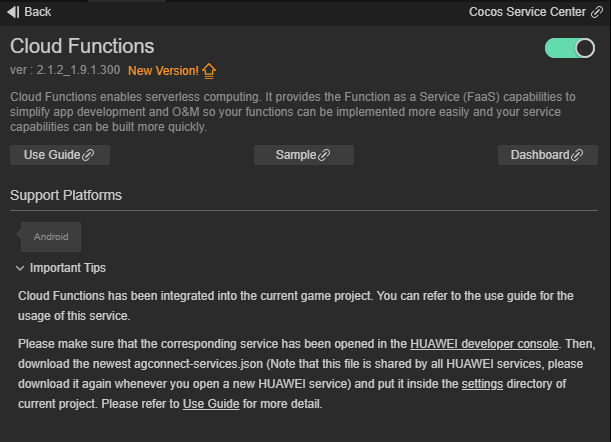 Back
Cocos Service Center
Cloud Functions
ver : 2.1.2_1.9.1.300 New Version!
Cloud Functions enables serverless computing. It provides the Function as a Service (FaaS) capabilities to
simplify app development and O&M so your functions can be implemented more easily and your service
capabilities can be built more quickly.
Use Guide
Sample
Dashboard
Support Platforms
Android
Important Tips
Cloud Functions has been integrated into the current game project. You can refer to the use guide for the
usage of this service.
Please make sure that the corresponding service has been opened in the HUAWEI developer console. Then,
download the newest agconnect-services.json (Note that this file is shared by all HUAWEI services, please
download it again whenever you open a new HUAWEI service) and put it inside the settings directory of
current project. Please refer to Use Guide for more detail.